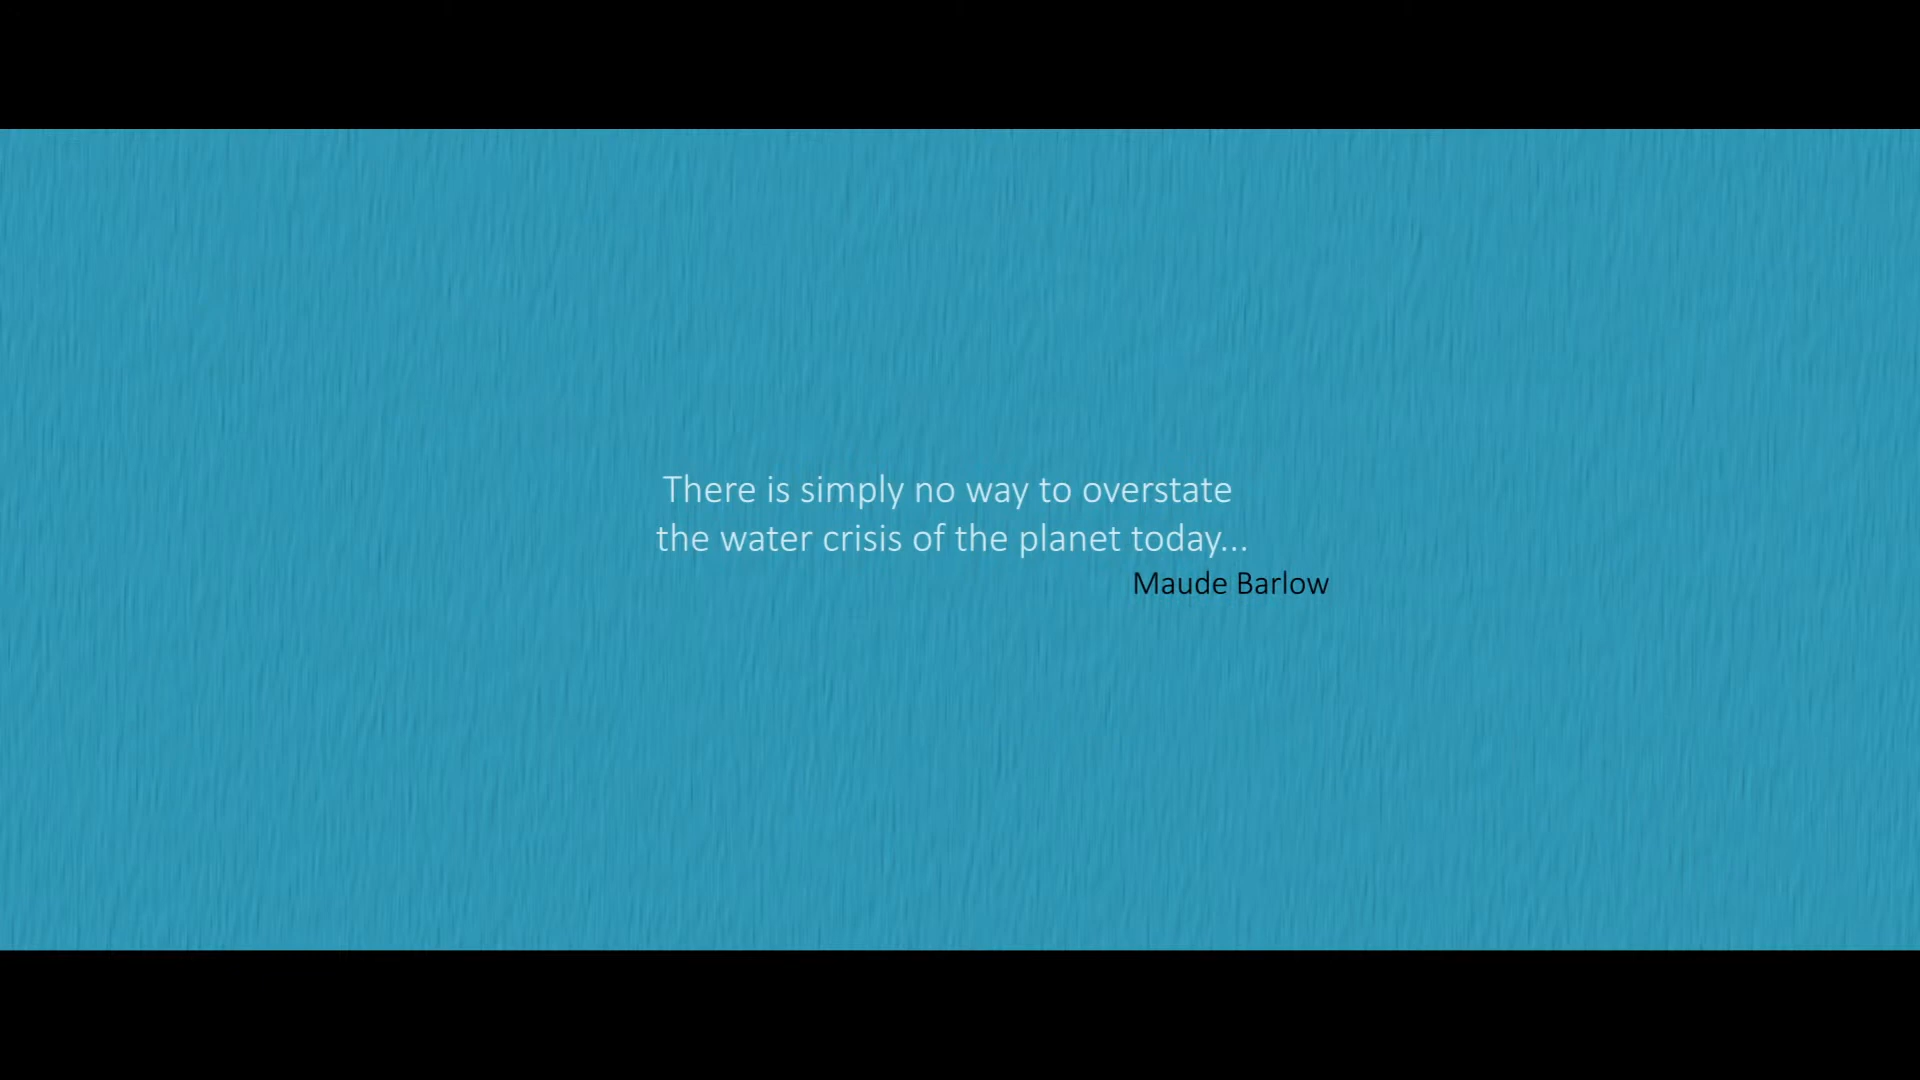 There is simply no way to overstate
the water crisis of the planet today...
Maude Barlow